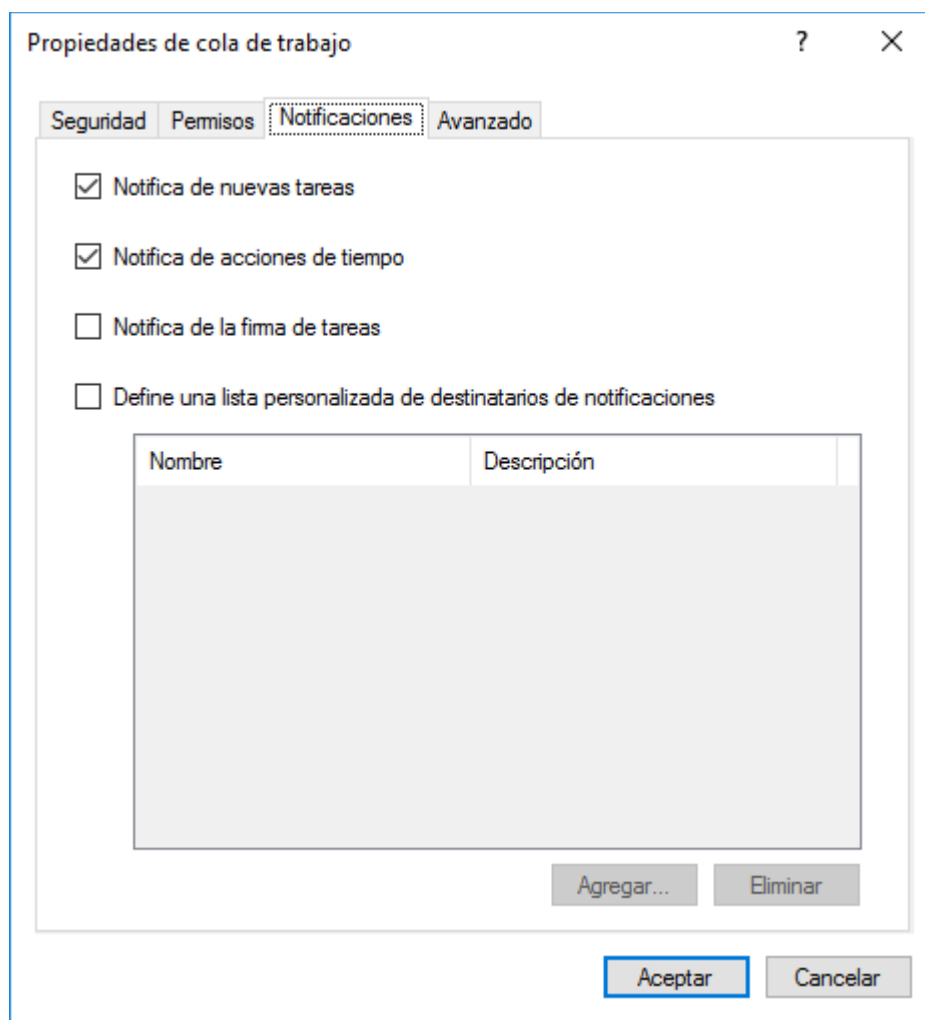 Propiedades de cola de trabajo ?
Seguridad Permisos Notificaciones Avanzado
Notifica de nuevas tareas
Notifica de acciones de tiempo
Notifica de la firma de tareas
Define una lista personalizada de destinatarios de notificaciones
Nombre Descripción
Agregar... Eliminar
Aceptar Cancelar